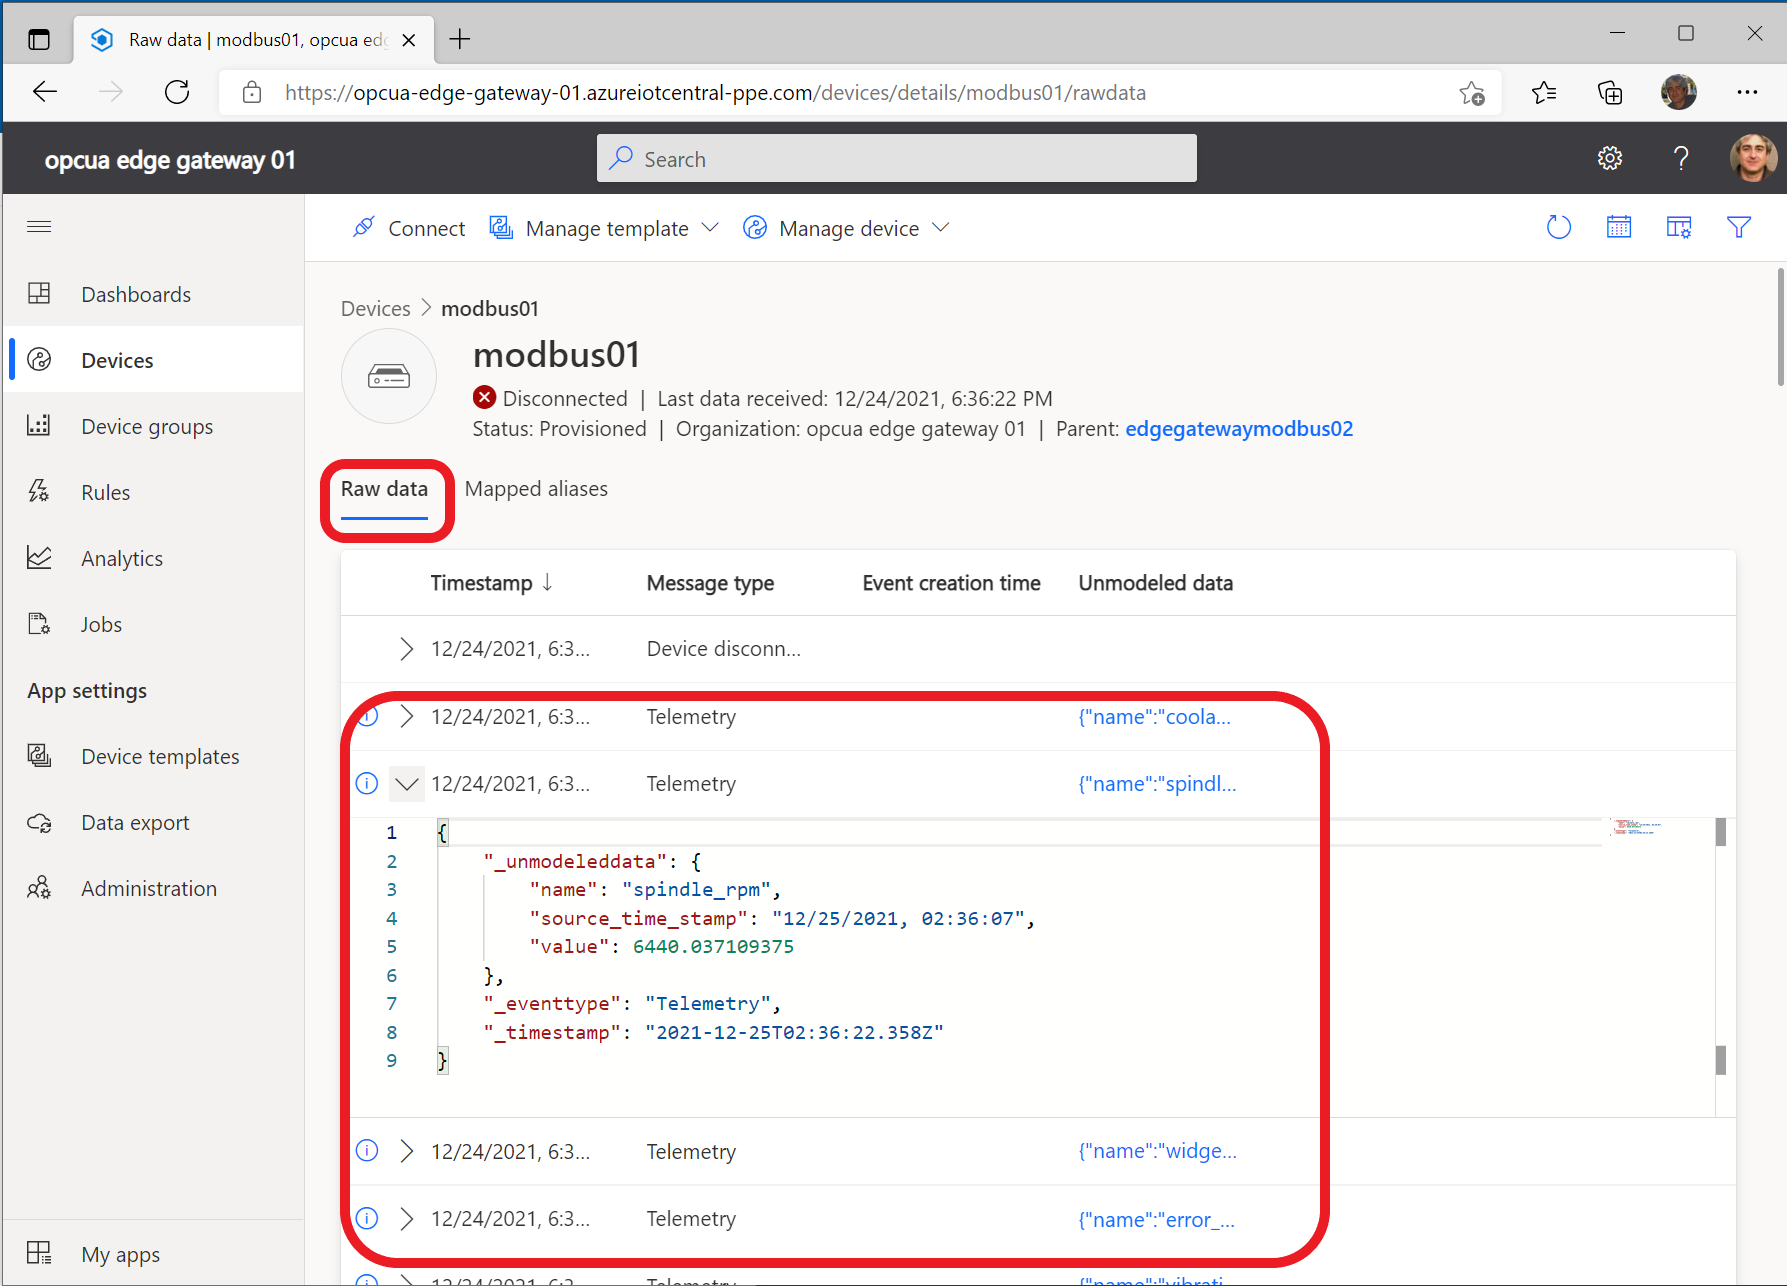 Raw data | modbus01, opcua edg
https://opcua-edge-gateway-01.azureiotcentral-ppe.com/devices/details/modbus01/rawdata
opcua edge gateway 01
Search
Connect
Manage template
Manage device
Dashboards
Devices
Device groups
Rules
Analytics
Jobs
App settings
Device templates
Data export
Administration
My apps
Devices > modbus01
modbus01
Disconnected | Last data received: 12/24/2021, 6:36:22 PM
Status: Provisioned | Organization: opcua edge gateway 01 | Parent: edgegatewaymodbus02
Raw data Mapped aliases
Timestamp ↓ Message type Event creation time Unmodeled data
12/24/2021, 6:3... Device disconn...
12/24/2021, 6:3... Telemetry {"name":"coola...
12/24/2021, 6:3... Telemetry {"name":"spindl...
1 {
2 "_unmodeleddata": {
3 "name": "spindle_rpm",
4 "source_time_stamp": "12/25/2021, 02:36:07",
5 "value": 6440.037109375
6 },
7 "_eventtype": "Telemetry",
8 "_timestamp": "2021-12-25T02:36:22.358Z"
9 }
12/24/2021, 6:3... Telemetry {"name":"widge...
12/24/2021, 6:3... Telemetry {"name":"error_...
12/24/2021, 6:3... Telemetry {"name":"vibrati...